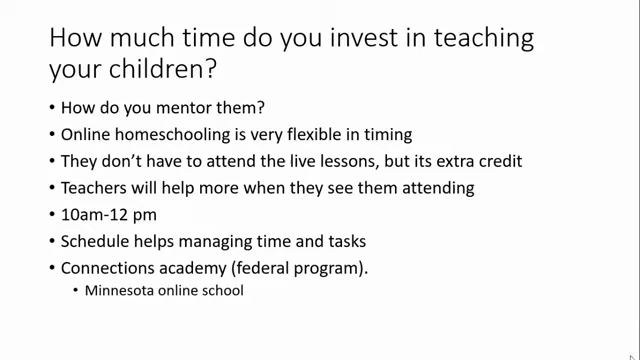 How much time do you invest in teaching
your children?
• How do you mentor them?
• Online homeschooling is very flexible in timing
• They don't have to attend the live lessons, but its extra credit
• Teachers will help more when they see them attending
• 10am-12 pm
• Schedule helps managing time and tasks
• Connections academy (federal program).
• Minnesota online school